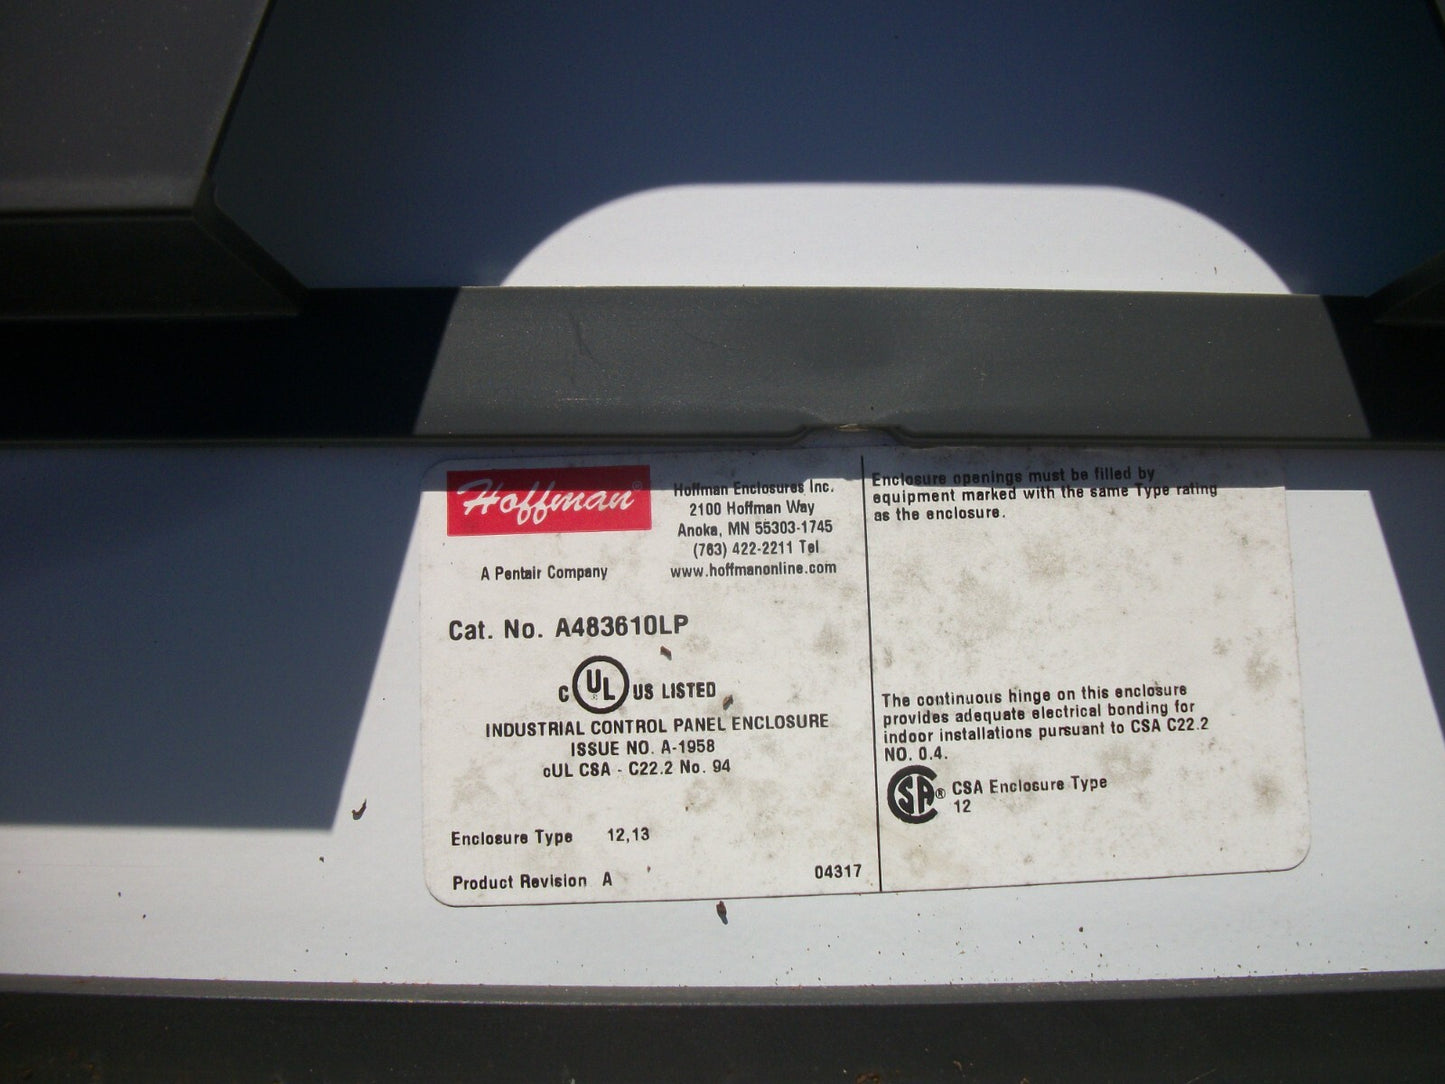 Hoffman®
A Pentair Company
Hoffman Enclosures Inc.
2100 Hoffman Way
Anoka, MN 55303-1745
(763) 422-2211 Tel
www.hoffmanonline.com
Cat. No. A483610LP
C UL US LISTED
INDUSTRIAL CONTROL PANEL ENCLOSURE
ISSUE NO. A-1958
cUL CSA - C22.2 No. 94
Enclosure Type 12,13
Product Revision A
04317
Enclosure openings must be filled by
equipment marked with the same Type rating
as the enclosure.
The continuous hinge on this enclosure
provides adequate electrical bonding for
indoor installations pursuant to CSA C22.2
NO. 0.4.
CSA® CSA Enclosure Type
12